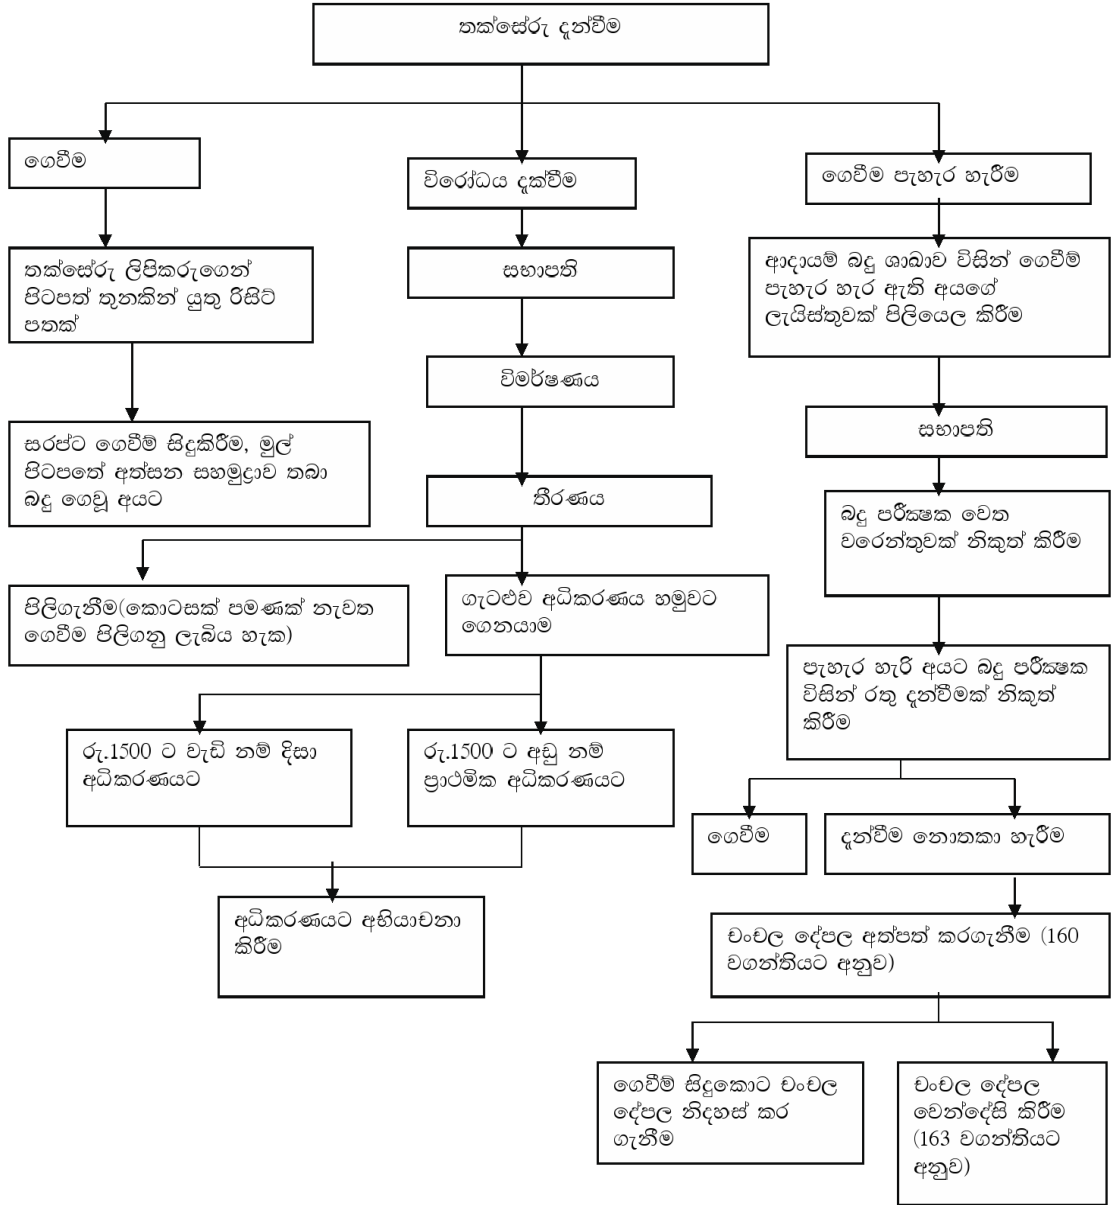 තක්සේරු දැන්වීම
ගෙවීම
තක්සේරු ලිපිකරුගෙන්
පිටපත් තුනකින් යුතු රිසිට්
පතක්
සරප්ට ගෙවීම් සිදුකිරීම, මුල්
පිටපතේ අත්සන සහමුද්‍රාව තබා
බදු ගෙවූ අයට
විරෝධය දැක්වීම
සභාපති
විමර්ෂණය
තීරණය
පිලිගැනීම(කොටසක් පමණක් නැවත
ගෙවීම පිලිගනු ලැබිය හැක)
ගැටළුව අධිකරණය හමුවට
ගෙනයාම
රු.1500 ට වැඩි නම් දිසා
අධිකරණයට
රු.1500 ට අඩු නම්
ප්‍රාථමික අධිකරණයට
අධිකරණයට අභියාචනා
කිරීම
ගෙවීම පැහැර හැරීම
ආදායම් බදු ශාඛාව විසින් ගෙවීම්
පැහැර හැර ඇති අයගේ
ලැයිස්තුවක් පිලියෙල කිරීම
සභාපති
බදු පරීක්‍ෂක වෙත
වරෙන්තුවක් නිකුත් කිරීම
පැහැර හැරි අයට බදු පරීක්‍ෂක
විසින් රතු දැන්වීමක් නිකුත්
කිරීම
ගෙවීම
දැන්වීම නොතකා හැරීම
චංචල දේපල අත්පත් කරගැනීම (160
වගන්තියට අනුව)
ගෙවීම් සිදුකොට චංචල
දේපල නිදහස් කර
ගැනීම
චංචල දේපල
වෙන්දේසි කිරීම
(163 වගන්තියට
අනුව)